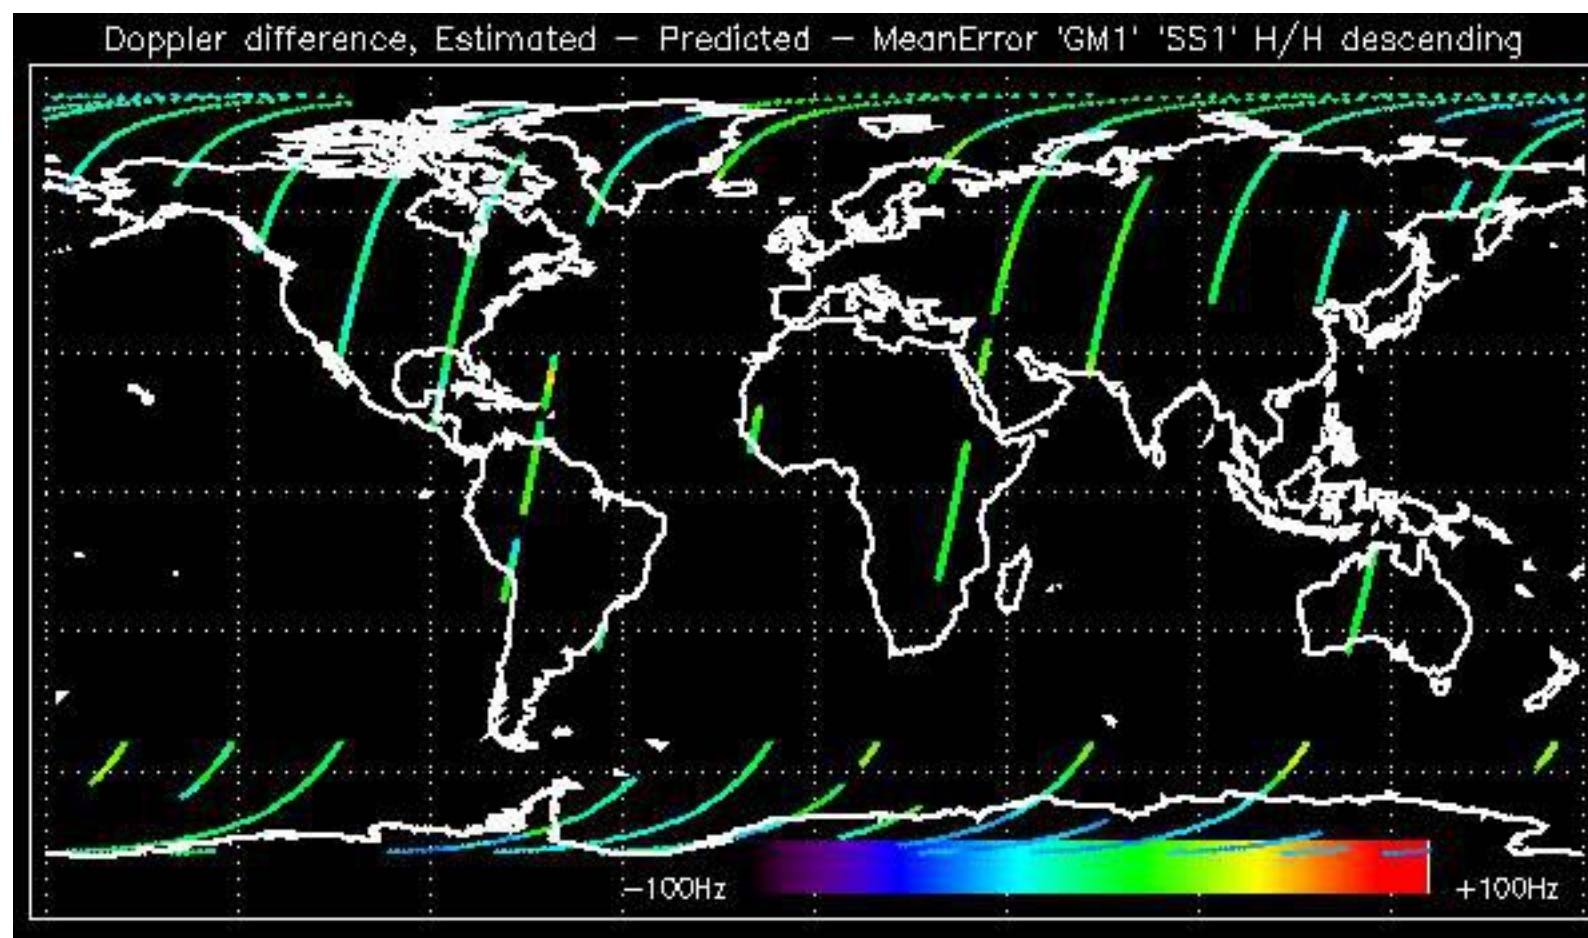 Doppler difference, Estimated – Predicted – MeanError 'GM1' 'SS1' H/H descending
−100Hz +100Hz